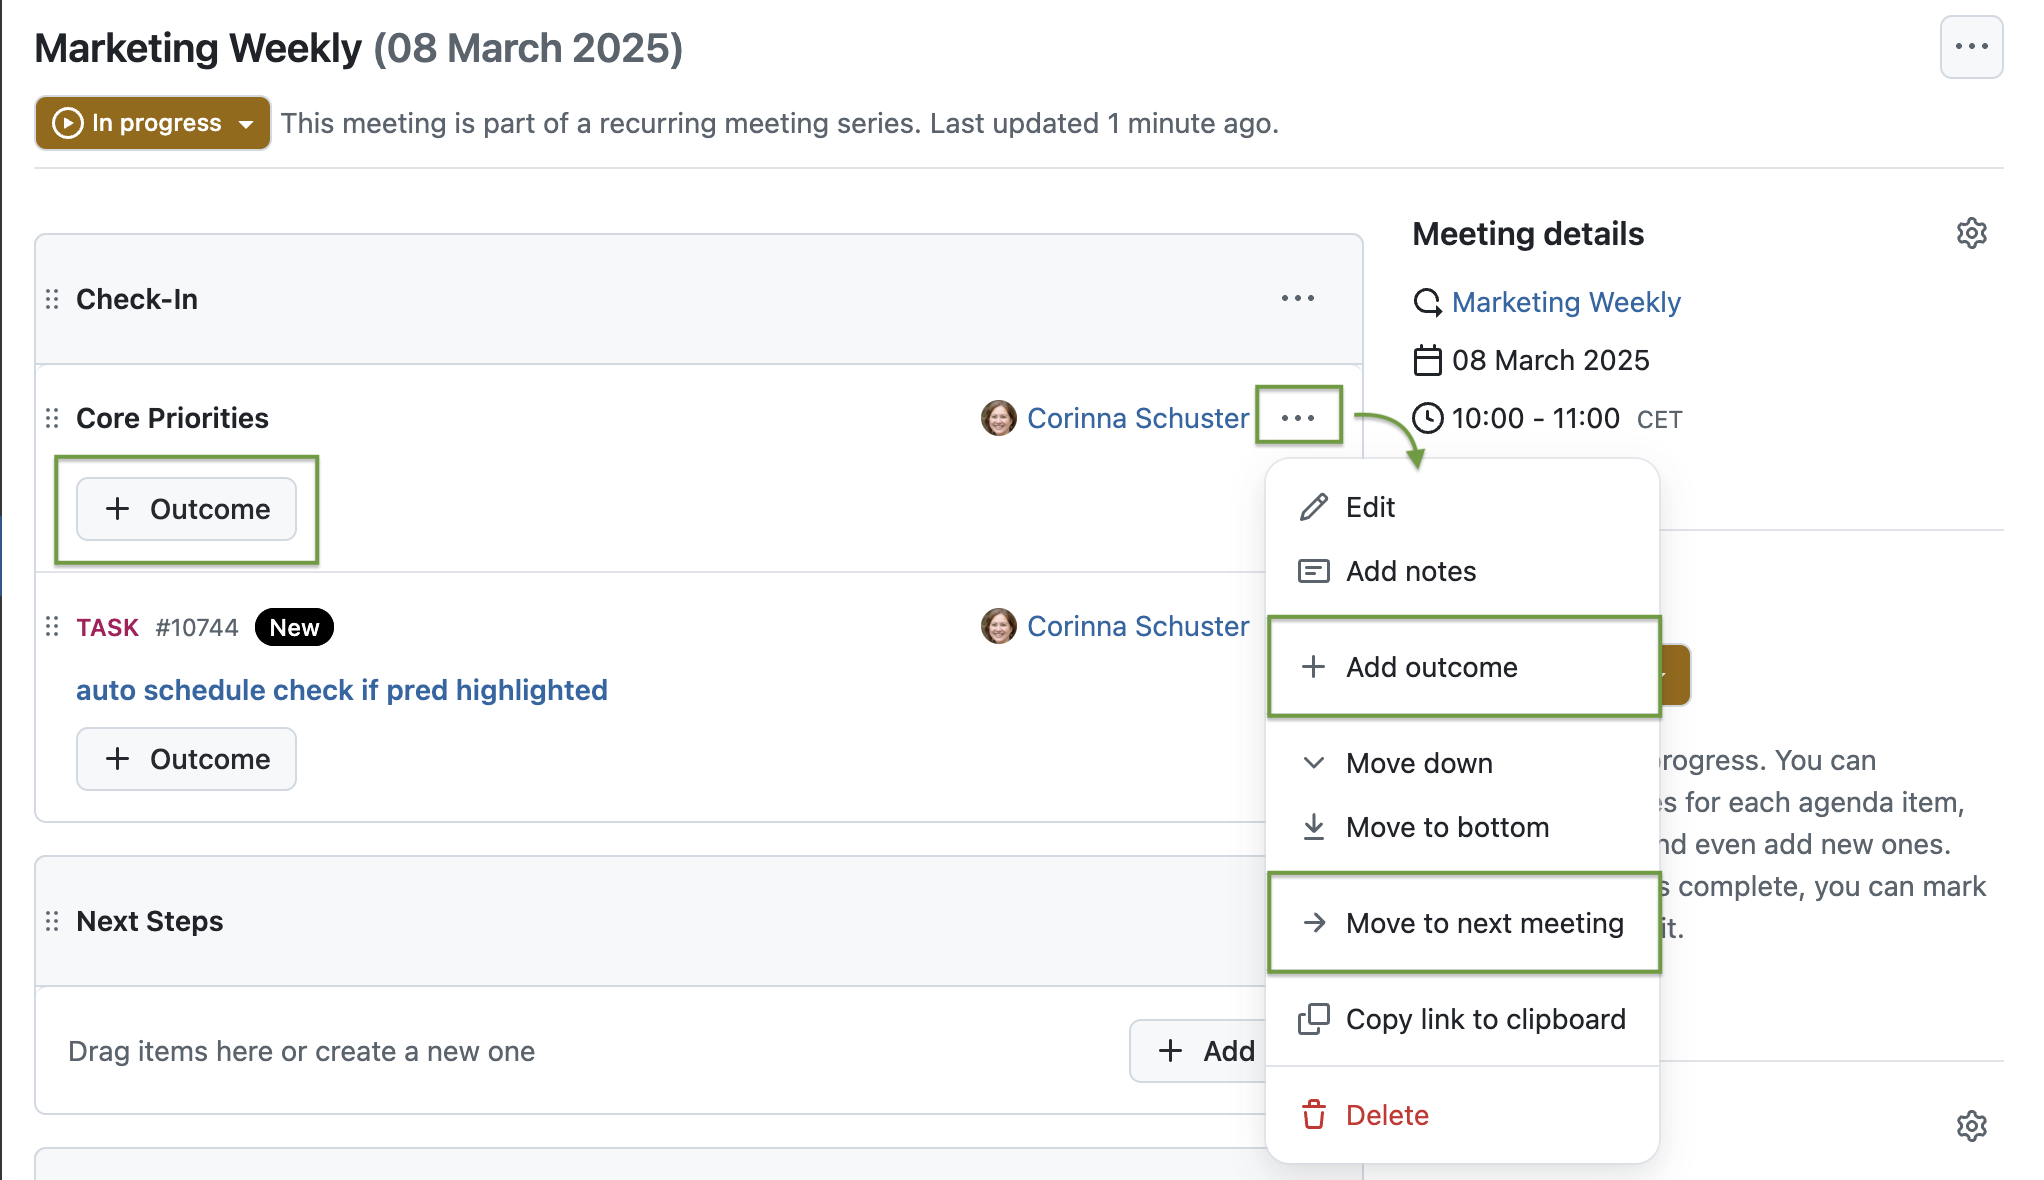 Marketing Weekly (08 March 2025)
In progress This meeting is part of a recurring meeting series. Last updated 1 minute ago.
Check-In
Core Priorities Corinna Schuster
+ Outcome
TASK #10744 New Corinna Schuster
auto schedule check if pred highlighted
+ Outcome
Next Steps
Drag items here or create a new one + Add
Meeting details
Marketing Weekly
08 March 2025
10:00 - 11:00 CET
Edit
Add notes
Add outcome
Move down
Move to bottom
Move to next meeting
Copy link to clipboard
Delete
You can
for each agenda item,
even add new ones.
complete, you can mark
it.